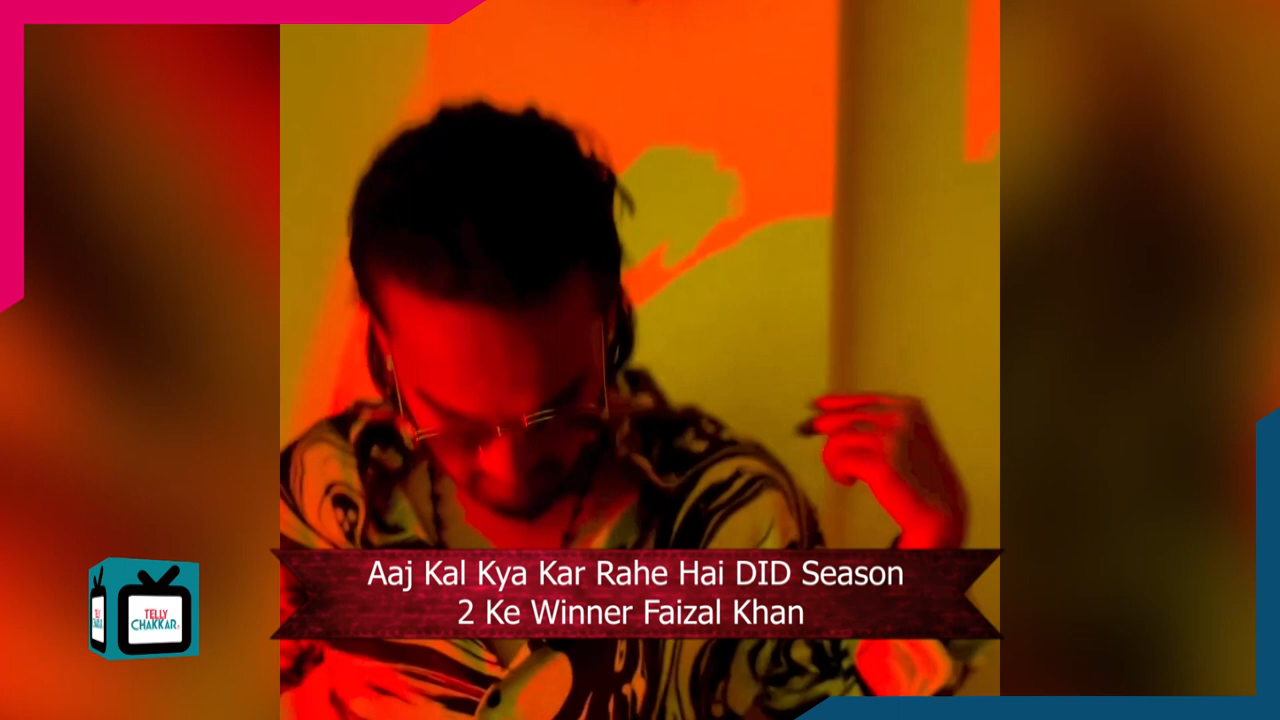 Aaj Kal Kya Kar Rahe Hai DID Season
2 Ke Winner Faizal Khan
TELLY
CHAKKAR